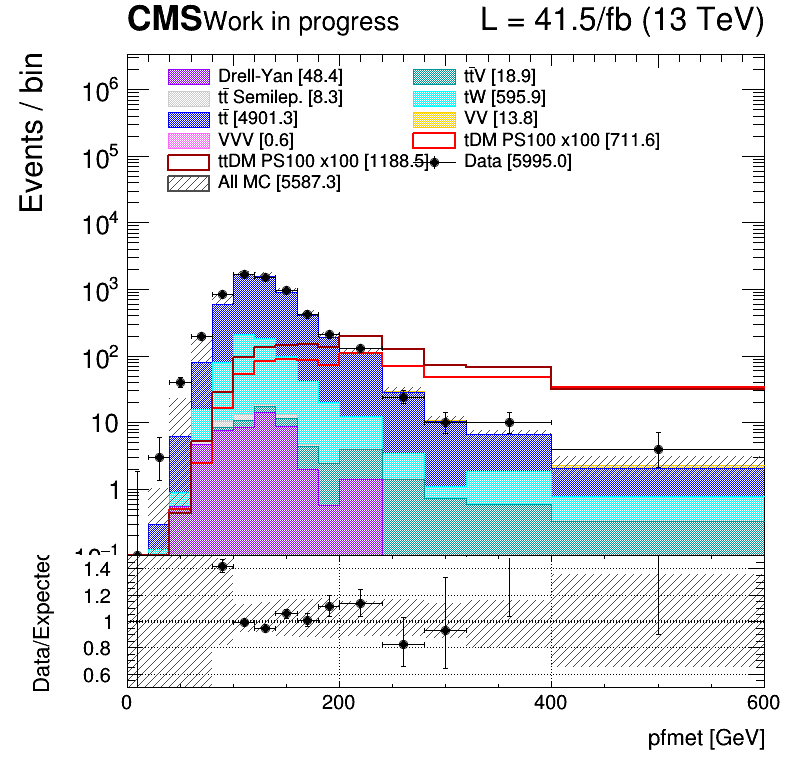 CMS Work in progress L = 41.5/fb (13 TeV)
Events / bin
Drell-Yan [48.4] tt̄V [18.9]
tt̄ Semilep. [8.3] tW [595.9]
tt̄ [4901.3] VV [13.8]
VVV [0.6] tDM PS100 x100 [711.6]
ttDM PS100 x100 [1188.5] Data [5995.0]
All MC [5587.3]
10⁶
10⁵
10⁴
10³
10²
10
1
10⁻¹
Data/Expected
1.4
1.2
1
0.8
0.6
0 200 400 600
pfmet [GeV]